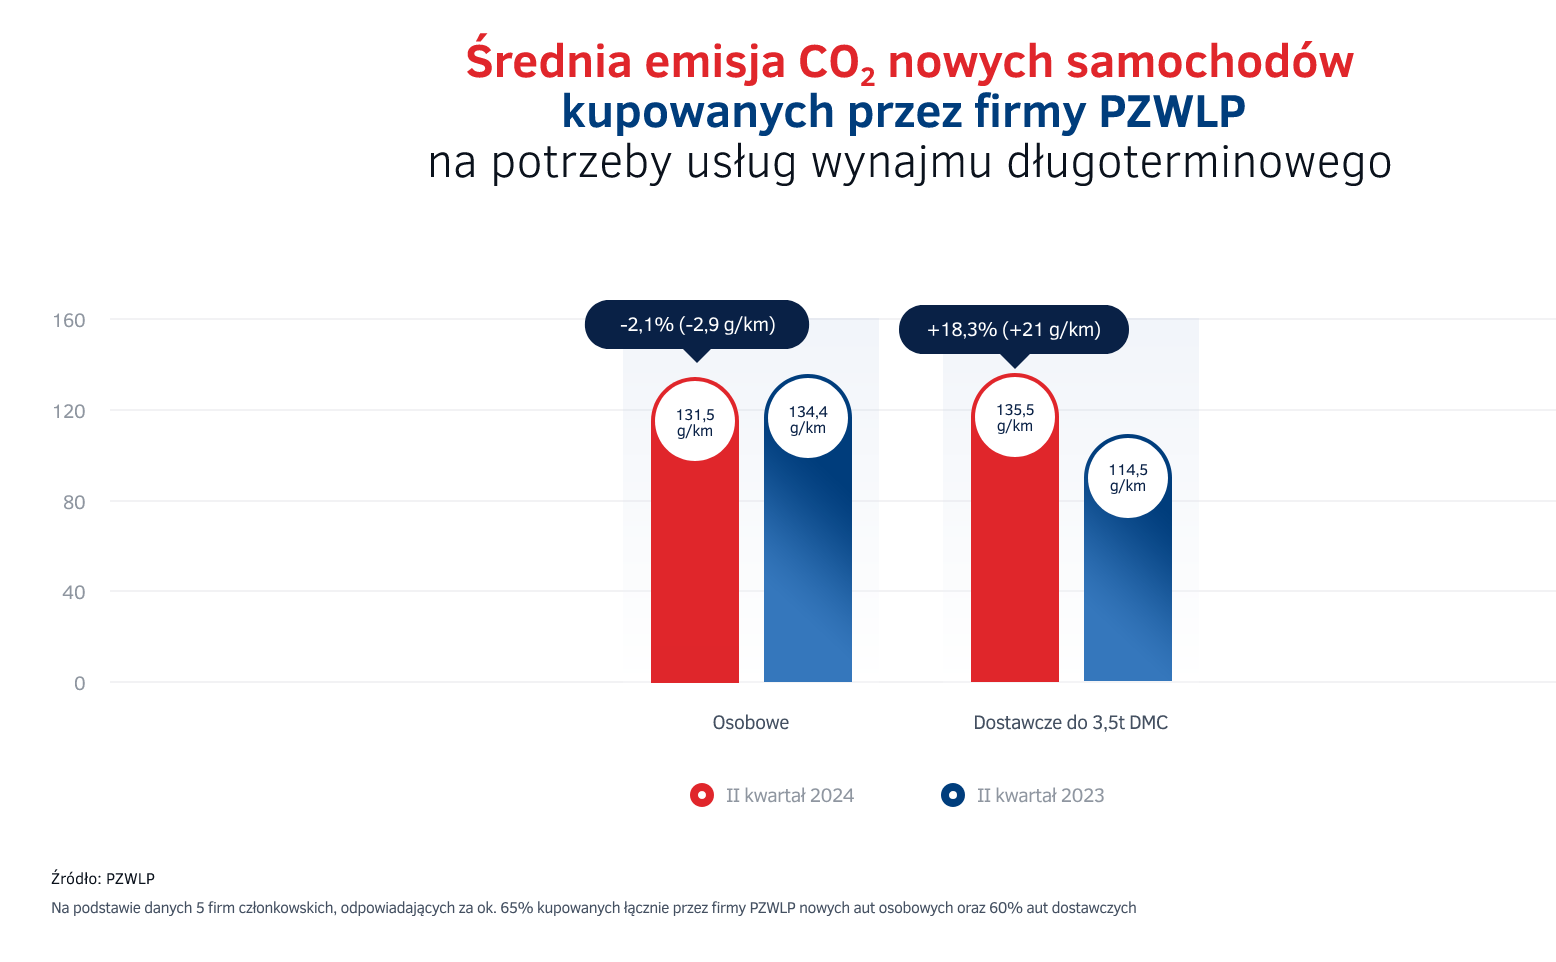 Średnia emisja CO₂ nowych samochodów
kupowanych przez firmy PZWLP
na potrzeby usług wynajmu długoterminowego
-2,1% (-2,9 g/km)
+18,3% (+21 g/km)
160
120
80
40
0
131,5
g/km
134,4
g/km
135,5
g/km
114,5
g/km
Osobowe
Dostawcze do 3,5t DMC
II kwartał 2024
II kwartał 2023
Źródło: PZWLP
Na podstawie danych 5 firm członkowskich, odpowiadających za ok. 65% kupowanych łącznie przez firmy PZWLP nowych aut osobowych oraz 60% aut dostawczych